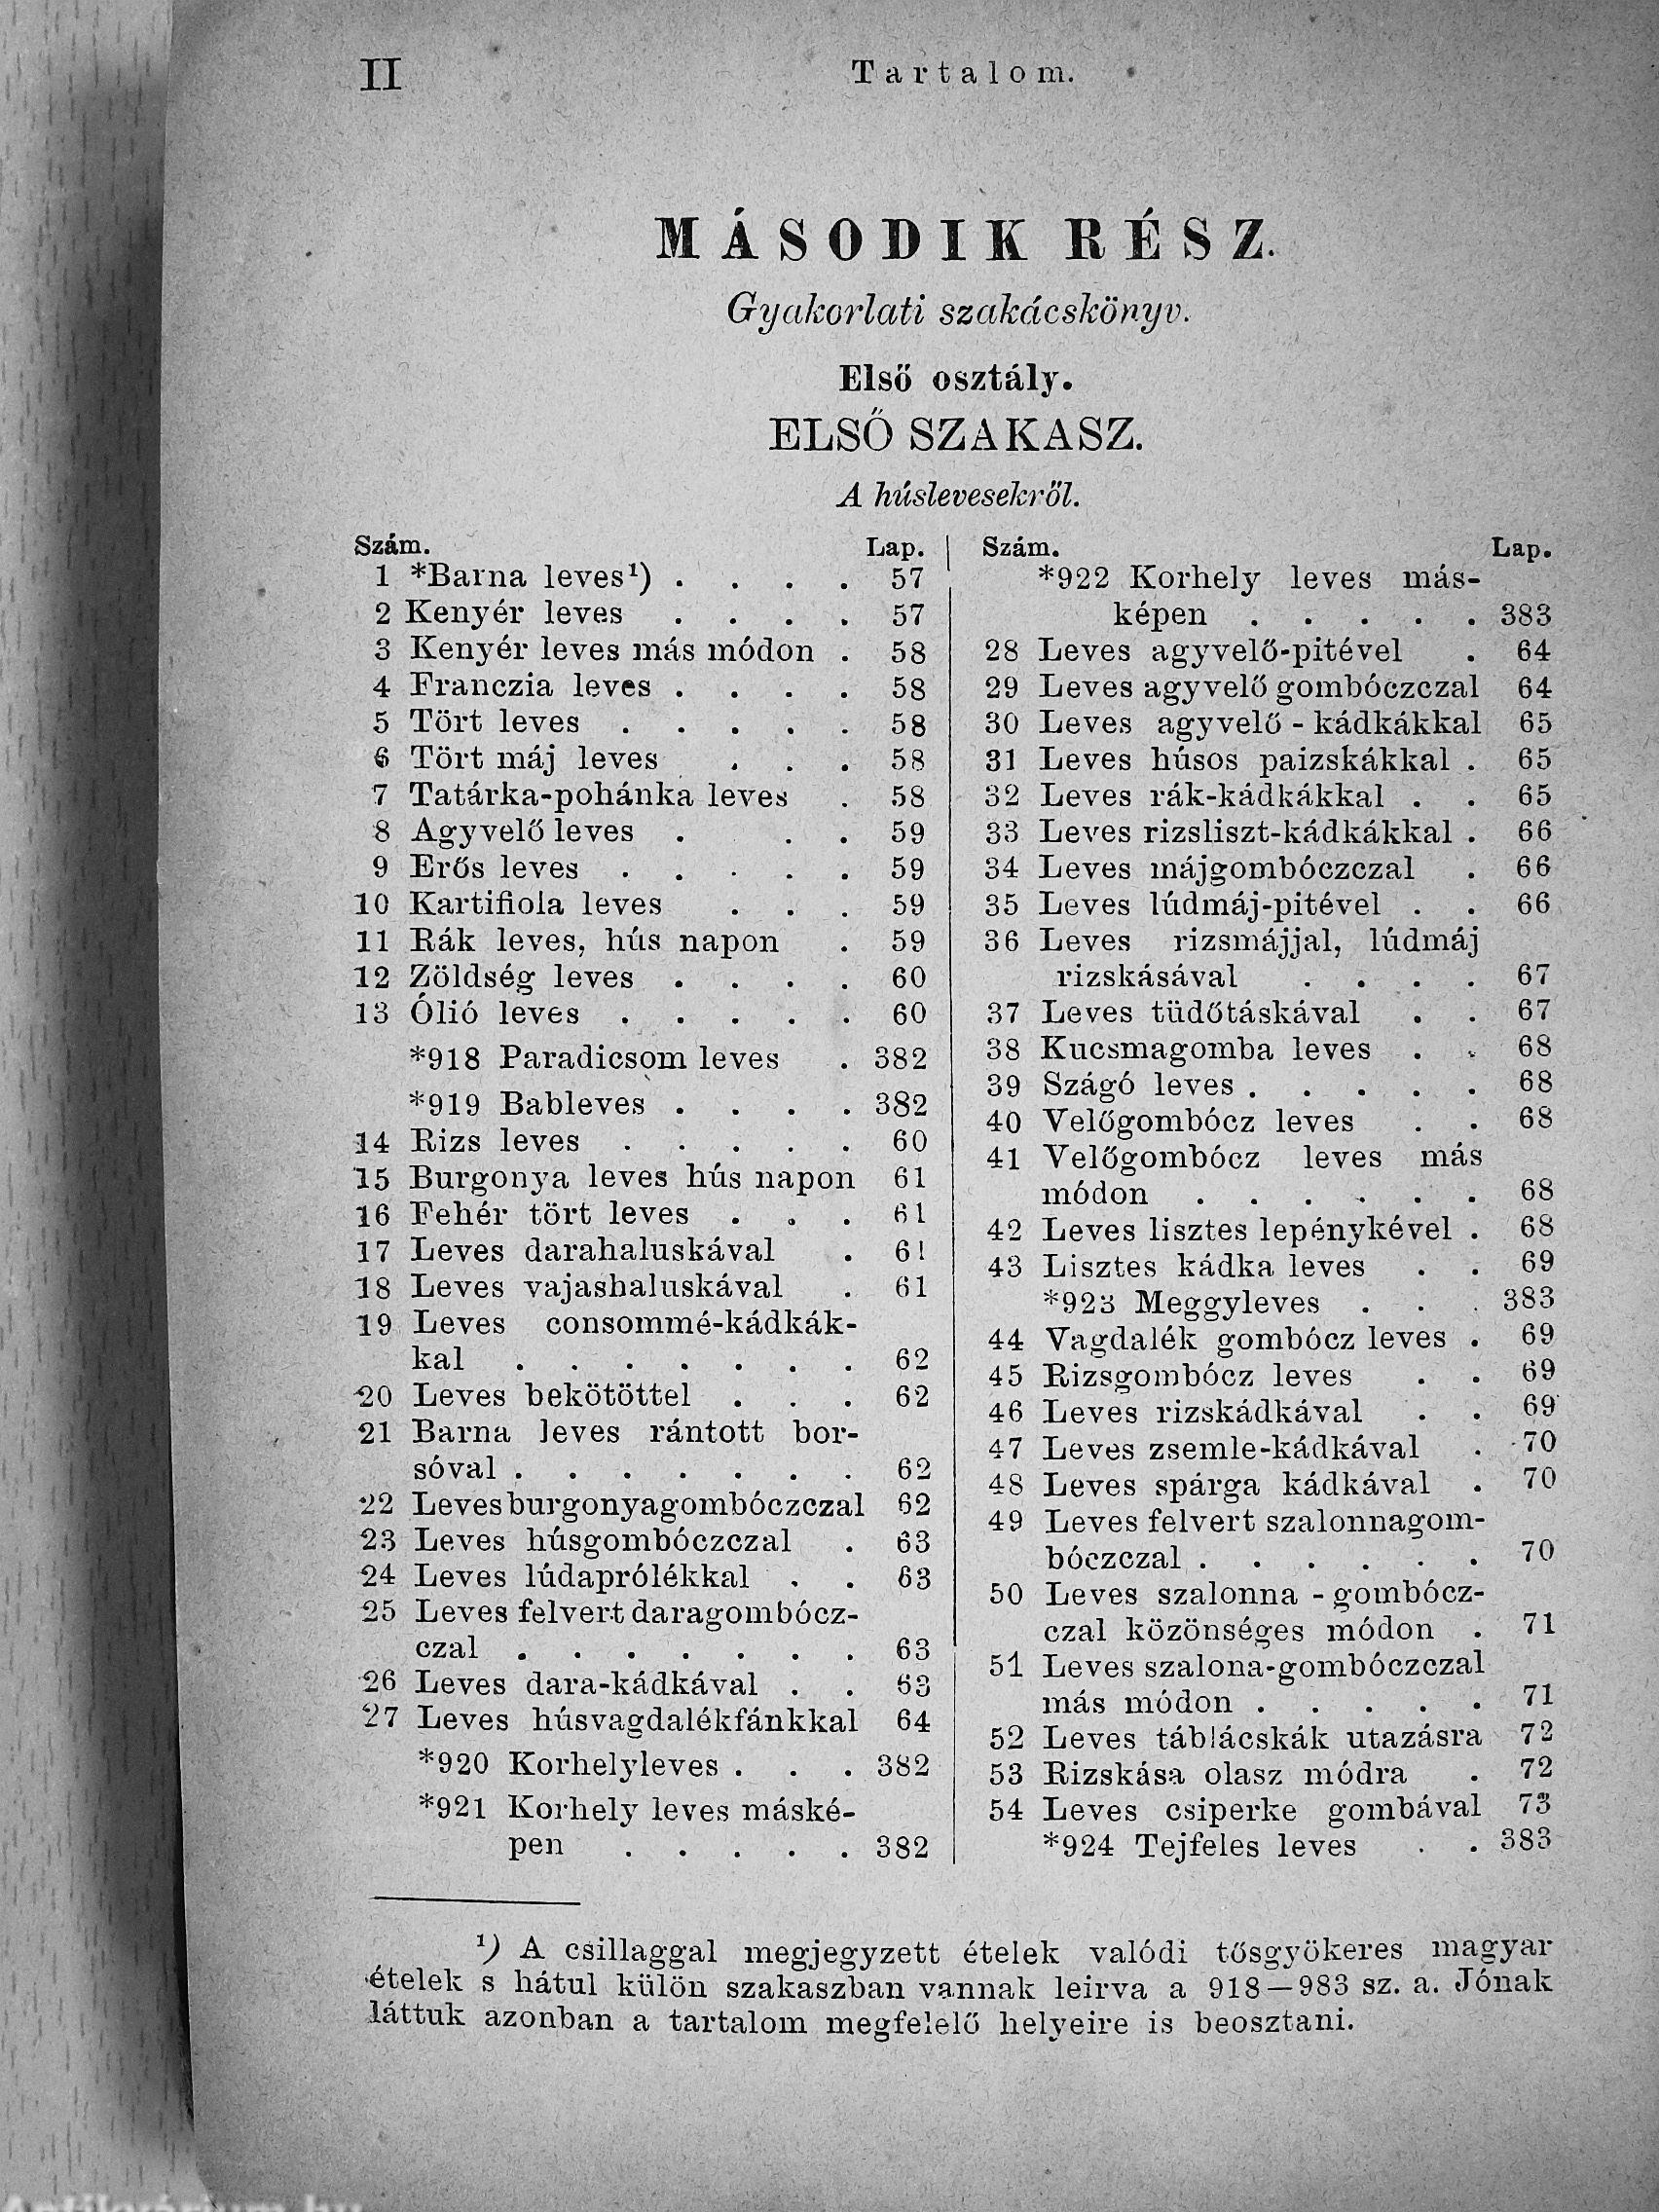 II Tartalom.
MÁSODIK RÉSZ.
Gyakorlati szakácskönyv.
Első osztály.
ELSŐ SZAKASZ.
A húslevesekről.
Szám. Lap.
1 *Barna leves¹) . . . . 57
2 Kenyér leves . . . . 57
3 Kenyér leves más módon . 58
4 Franczia leves . . . . 58
5 Tört leves . . . . . 58
6 Tört máj leves . . . 58
7 Tatárka-pohánka leves . 58
8 Agyvelő leves . . . 59
9 Erős leves . . . . . 59
10 Kartifiola leves . . . 59
11 Rák leves, hús napon . 59
12 Zöldség leves . . . . 60
13 Ólió leves . . . . . 60
*918 Paradicsom leves . 382
*919 Bableves . . . . 382
14 Rizs leves . . . . . 60
15 Burgonya leves hús napon 61
16 Fehér tört leves . . . 61
17 Leves darahaluskával . 61
18 Leves vajashaluskával . 61
19 Leves consommé-kádkák-
kal . . . . . . . 62
20 Leves bekötöttel . . . 62
21 Barna leves rántott bor-
sóval . . . . . . . 62
22 Leves burgonyagombóczczal 62
23 Leves húsgombóczczal . 63
24 Leves lúdaprólékkal . . 63
25 Leves felvert daragombócz-
czal . . . . . . . 63
26 Leves dara-kádkával . . 63
27 Leves húsvagdalékfánkkal 64
*920 Korhelyleves . . . 382
*921 Korhely leves máské-
pen . . . . . 382
Szám. Lap.
*922 Korhely leves más-
képen . . . . . 383
28 Leves agyvelő-pitével . 64
29 Leves agyvelő gombóczczal 64
30 Leves agyvelő - kádkákkal 65
31 Leves húsos paizskákkal . 65
32 Leves rák-kádkákkal . . 65
33 Leves rizsliszt-kádkákkal . 66
34 Leves májgombóczczal . 66
35 Leves lúdmáj-pitével . . 66
36 Leves rizsmájjal, lúdmáj
rizskásával . . . . 67
37 Leves tüdőtáskával . . 67
38 Kucsmagomba leves . . 68
39 Szágó leves . . . . . 68
40 Velőgombócz leves . . 68
41 Velőgombócz leves más
módon . . . . . . 68
42 Leves lisztes lepénykével . 68
43 Lisztes kádka leves . . 69
*923 Meggyleves . . . 383
44 Vagdalék gombócz leves . 69
45 Rizsgombócz leves . . 69
46 Leves rizskádkával . . 69
47 Leves zsemle-kádkával . 70
48 Leves spárga kádkával . 70
49 Leves felvert szalonnagom-
bóczczal . . . . . . 70
50 Leves szalonna - gombócz-
czal közönséges módon . 71
51 Leves szalona-gombóczczal
más módon . . . . . 71
52 Leves táblácskák utazásra 72
53 Rizskása olasz módra . 72
54 Leves csiperke gombával 73
*924 Tejfeles leves . . 383
¹) A csillaggal megjegyzett ételek valódi tősgyökeres magyar
ételek s hátul külön szakaszban vannak leirva a 918—983 sz. a. Jónak
láttuk azonban a tartalom megfelelő helyeire is beosztani.